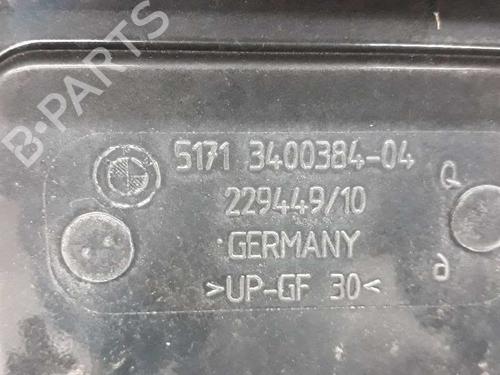 B-PARTS
5171 3400384-04
229449/10
GERMANY
>UP-GF 30<